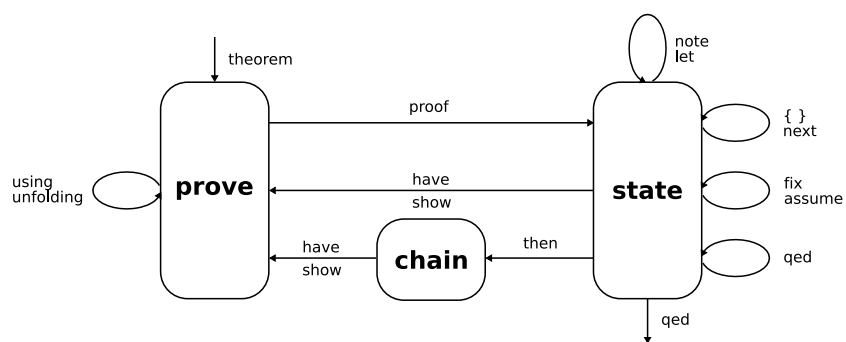 note
let
theorem
proof
{ }
next
using
unfolding
prove
have
show
state
fix
assume
have
show
chain
then
qed
qed